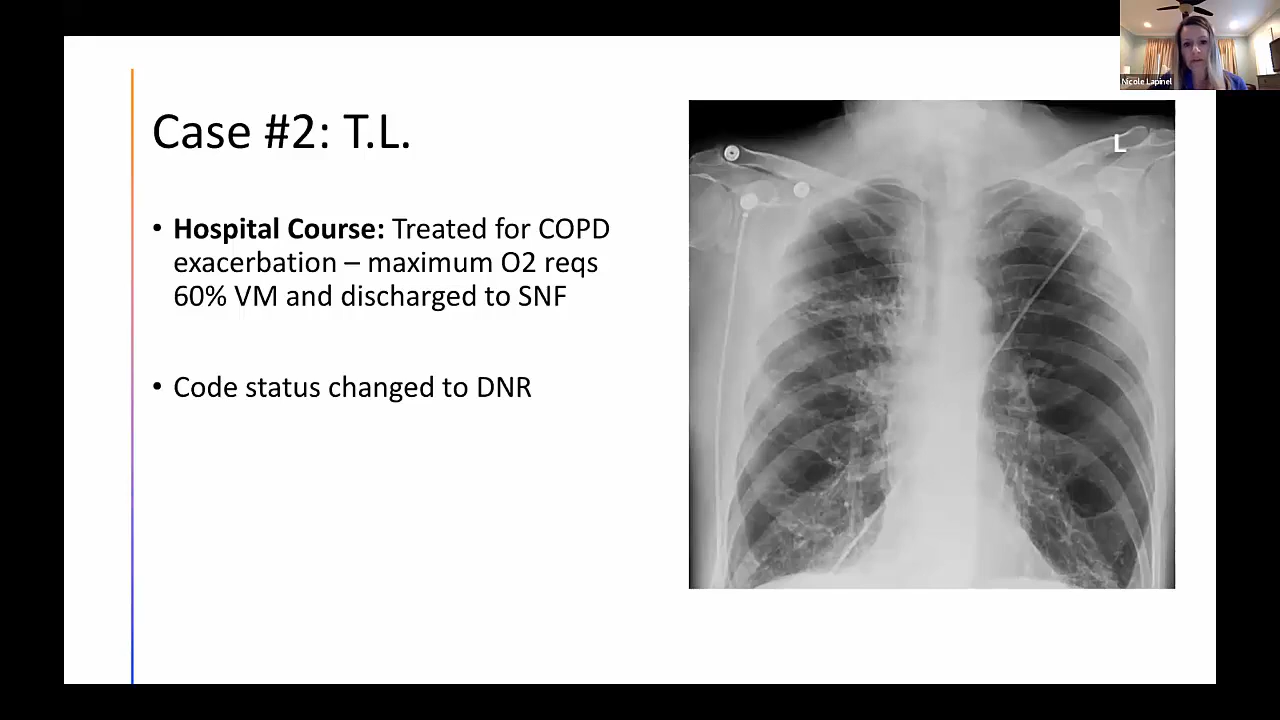 Nicole Lapinel
Case #2: T.L.
L
• Hospital Course: Treated for COPD
exacerbation – maximum O2 reqs
60% VM and discharged to SNF
• Code status changed to DNR